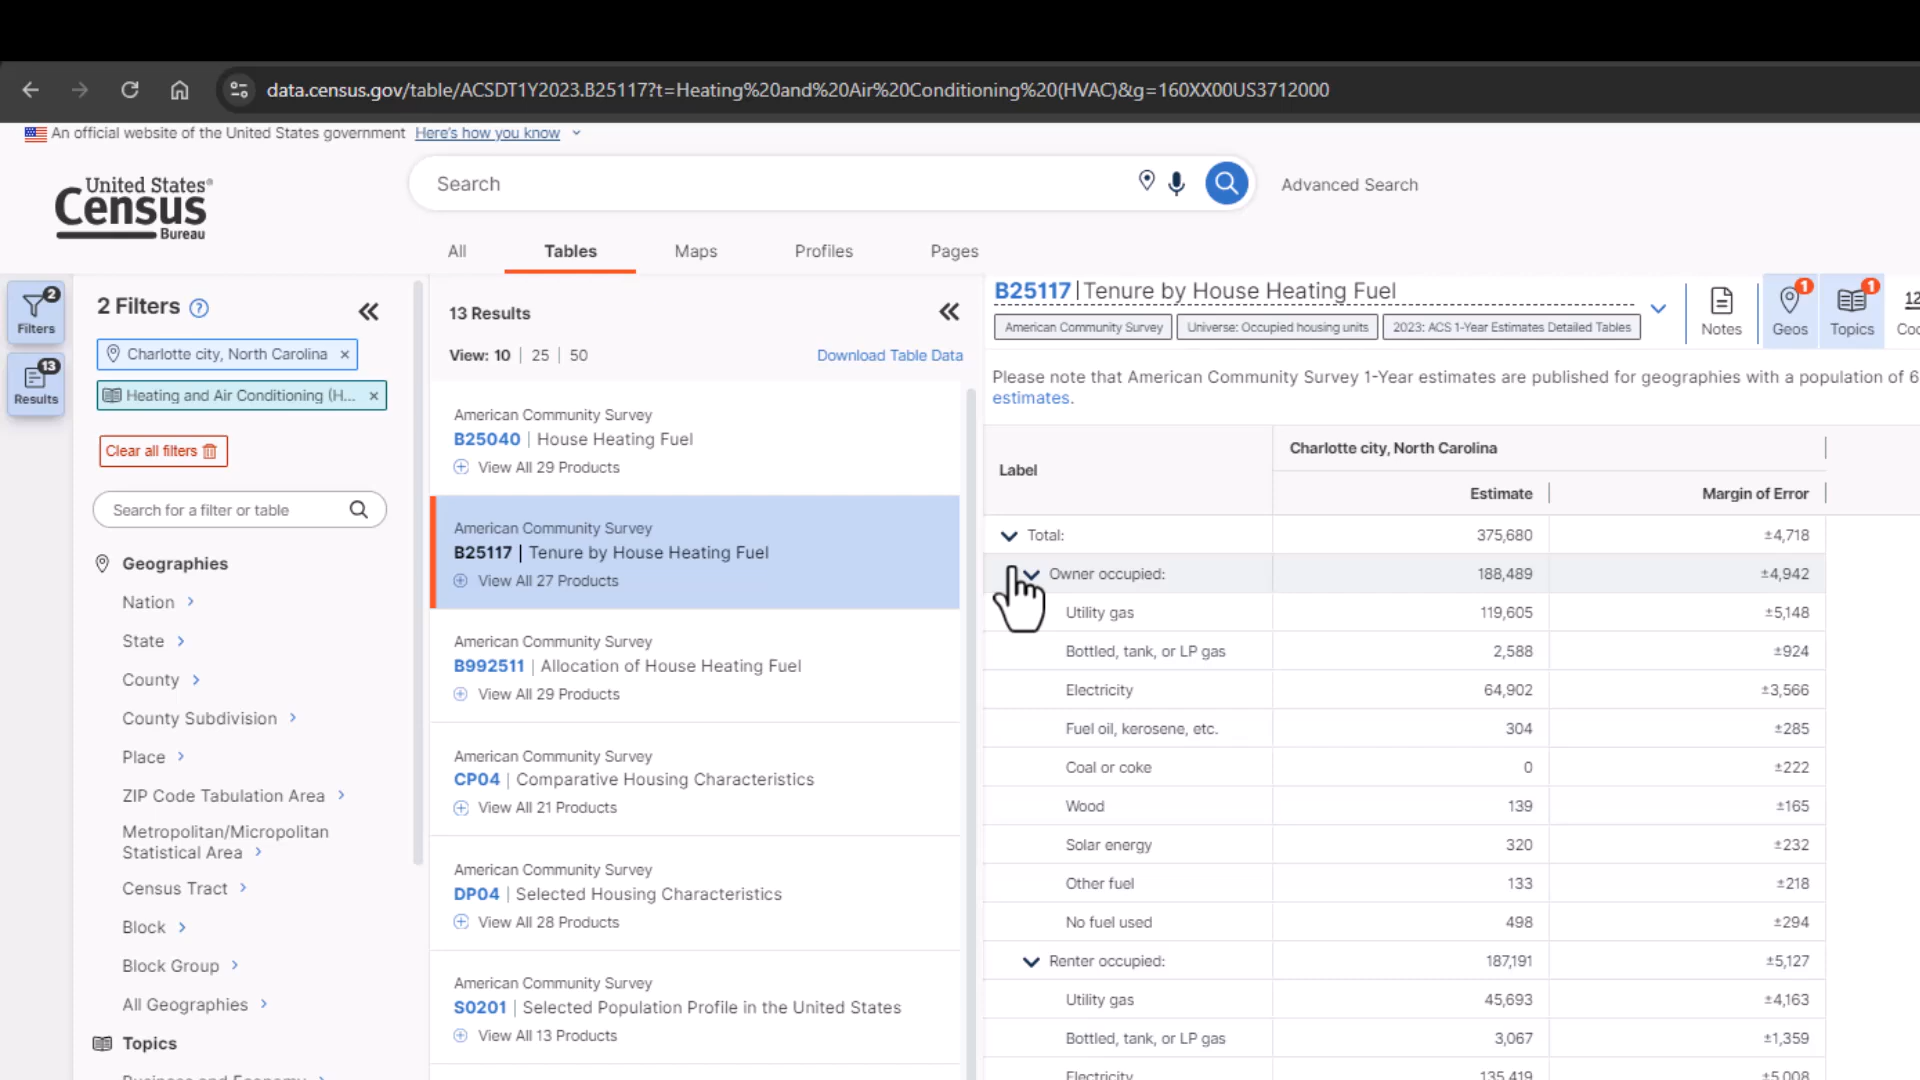 data.census.gov/table/ACSDT1Y2023.B25117?t=Heating%20and%20Air%20Conditioning%20(HVAC)&g=160XX00US3712000
An official website of the United States government Here's how you know
United States®
Census
Bureau
Search
Advanced Search
All Tables Maps Profiles Pages
2
Filters
13
Results
2 Filters ?
Charlotte city, North Carolina ×
Heating and Air Conditioning (H... ×
Clear all filters
Search for a filter or table
Geographies
Nation
State
County
County Subdivision
Place
ZIP Code Tabulation Area
Metropolitan/Micropolitan
Statistical Area
Census Tract
Block
Block Group
All Geographies
Topics
Business and Economy
13 Results
View: 10 | 25 | 50 Download Table Data
American Community Survey
B25040 | House Heating Fuel
View All 29 Products
American Community Survey
B25117 | Tenure by House Heating Fuel
View All 27 Products
American Community Survey
B992511 | Allocation of House Heating Fuel
View All 29 Products
American Community Survey
CP04 | Comparative Housing Characteristics
View All 21 Products
American Community Survey
DP04 | Selected Housing Characteristics
View All 28 Products
American Community Survey
S0201 | Selected Population Profile in the United States
View All 13 Products
B25117 | Tenure by House Heating Fuel
American Community Survey Universe: Occupied housing units 2023: ACS 1-Year Estimates Detailed Tables
Notes
1
Geos
1
Topics
12
Please note that American Community Survey 1-Year estimates are published for geographies with a population of 6
estimates.
Label
Charlotte city, North Carolina
Estimate Margin of Error
Total: 375,680 ±4,718
Owner occupied: 188,489 ±4,942
Utility gas 119,605 ±5,148
Bottled, tank, or LP gas 2,588 ±924
Electricity 64,902 ±3,566
Fuel oil, kerosene, etc. 304 ±285
Coal or coke 0 ±222
Wood 139 ±165
Solar energy 320 ±232
Other fuel 133 ±218
No fuel used 498 ±294
Renter occupied: 187,191 ±5,127
Utility gas 45,693 ±4,163
Bottled, tank, or LP gas 3,067 ±1,359
Electricity 135,419 ±5,008